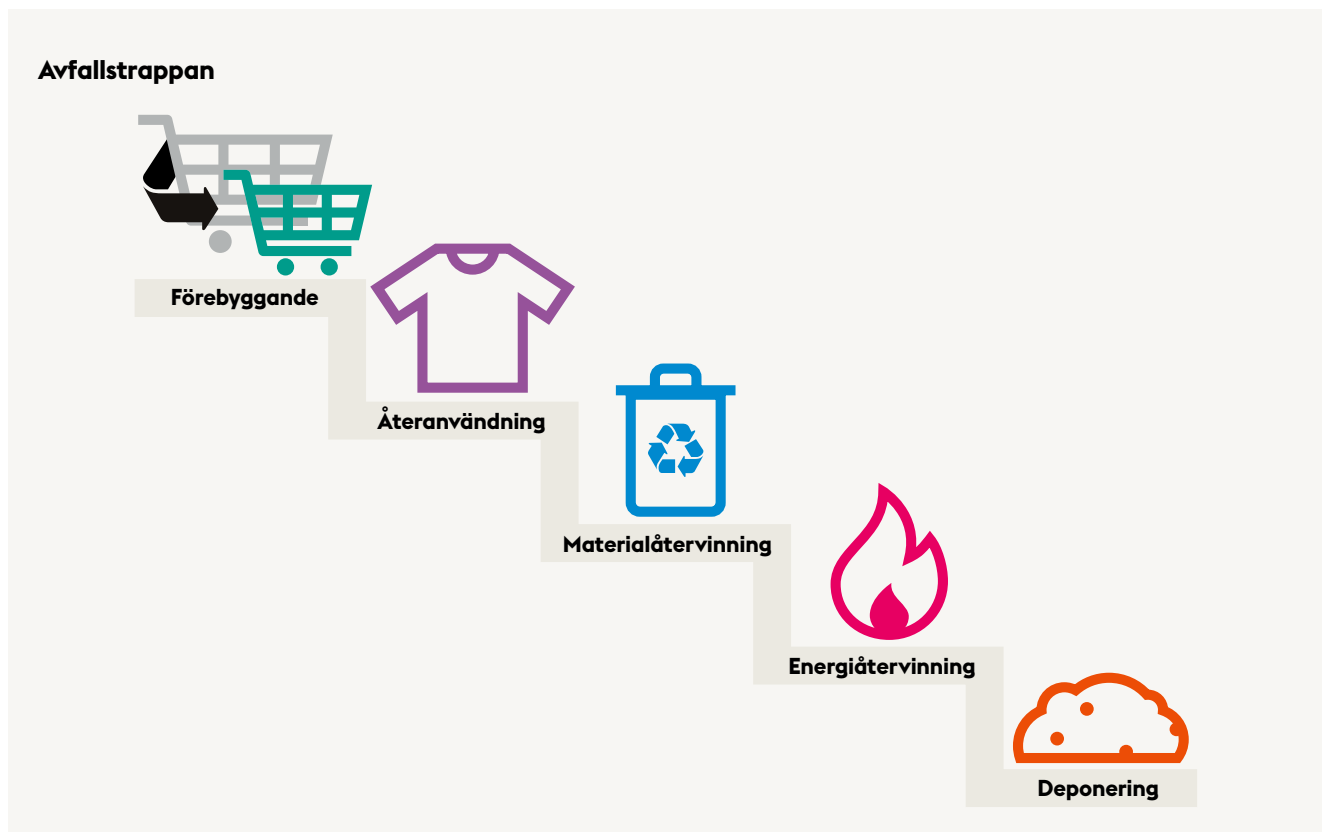 Avfallstrappan
Förebyggande
Återanvändning
Materialåtervinning
Energiåtervinning
Deponering